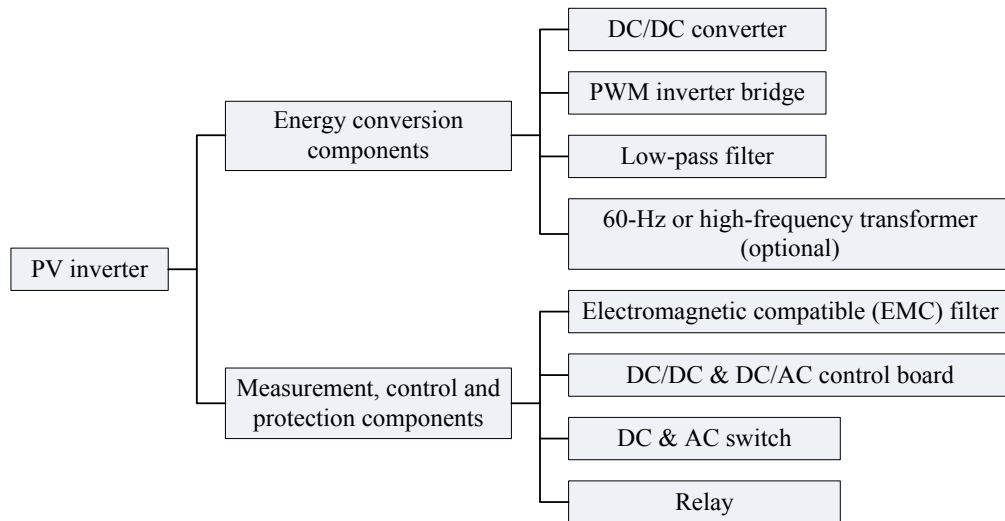 PV inverter
Energy conversion
components
DC/DC converter
PWM inverter bridge
Low-pass filter
60-Hz or high-frequency transformer
(optional)
Measurement, control and
protection components
Electromagnetic compatible (EMC) filter
DC/DC & DC/AC control board
DC & AC switch
Relay